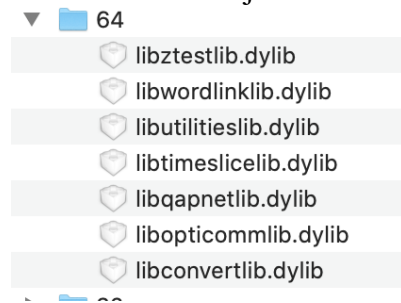 64
libztestlib.dylib
libwordlinklib.dylib
libutilitieslib.dylib
libtimeslicelib.dylib
libqapnetlib.dylib
libopticommlib.dylib
libconvertlib.dylib